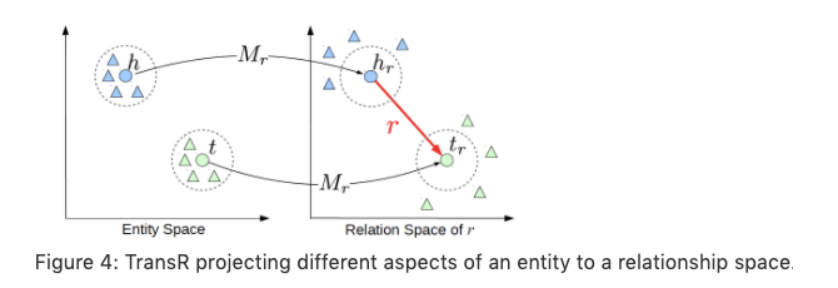 h
M_r
h_r
r
t
t_r
M_r
Entity Space
Relation Space of r
Figure 4: TransR projecting different aspects of an entity to a relationship space.